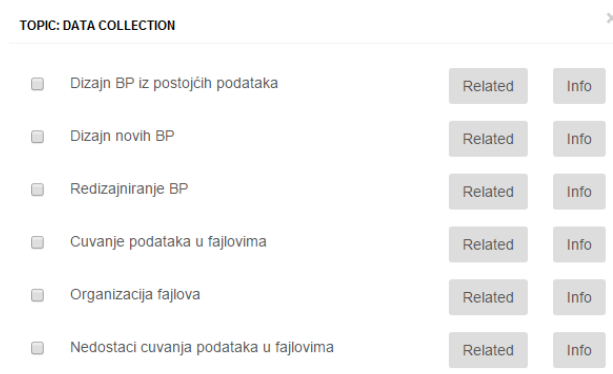 TOPIC: DATA COLLECTION ×
Dizajn BP iz postojćih podataka Related Info
Dizajn novih BP Related Info
Redizajniranje BP Related Info
Cuvanje podataka u fajlovima Related Info
Organizacija fajlova Related Info
Nedostaci cuvanja podataka u fajlovima Related Info